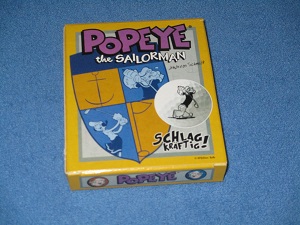 POPEYE
the SAILORMAN
SCHLAG
KRAFTIG!
POPEYE